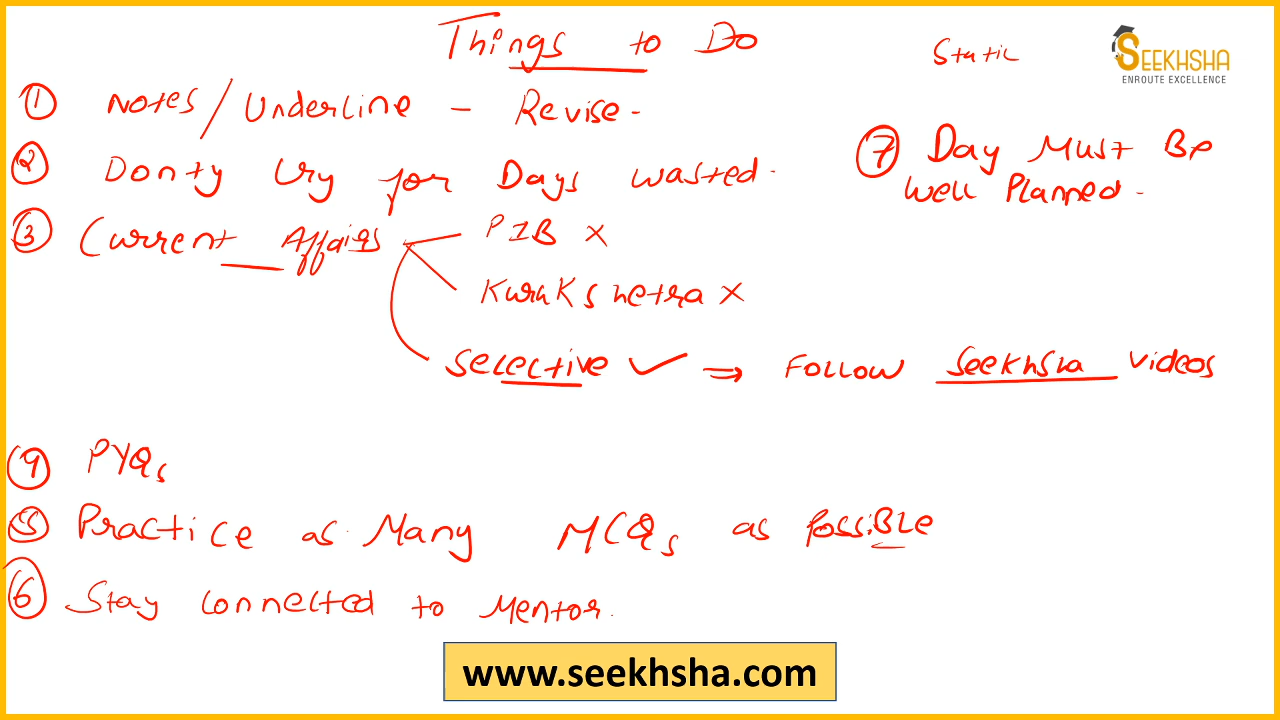 Things to Do
Static
SEEKHSHA
ENROUTE EXCELLENCE
① Notes/Underline - Revise.
② Donty Cry for Days wasted.
③ Current Affairs
PIB X
Kurukshetra X
Selective ✓ ⇒ Follow Seekhsha Videos
④ PYQs
⑤ Practice as Many MCQs as Possible
⑥ Stay Connected to Mentor.
⑦ Day Must Be
Well Planned.
www.seekhsha.com